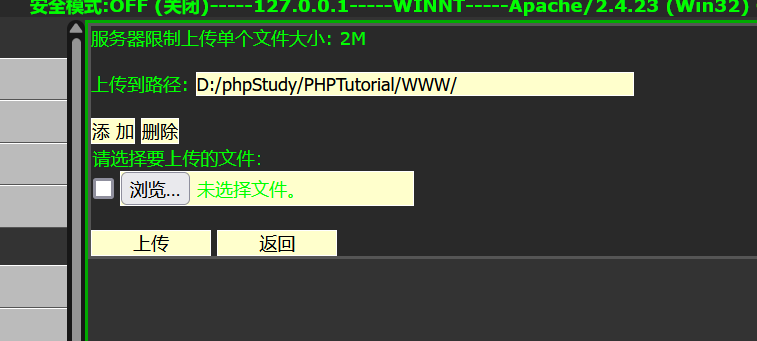 安全模式:OFF (关闭)-----127.0.0.1-----WINNT-----Apache/2.4.23 (Win32)
服务器限制上传单个文件大小: 2M
上传到路径: D:/phpStudy/PHPTutorial/WWW/
添 加 删除
请选择要上传的文件:
浏览... 未选择文件。
上传 返回